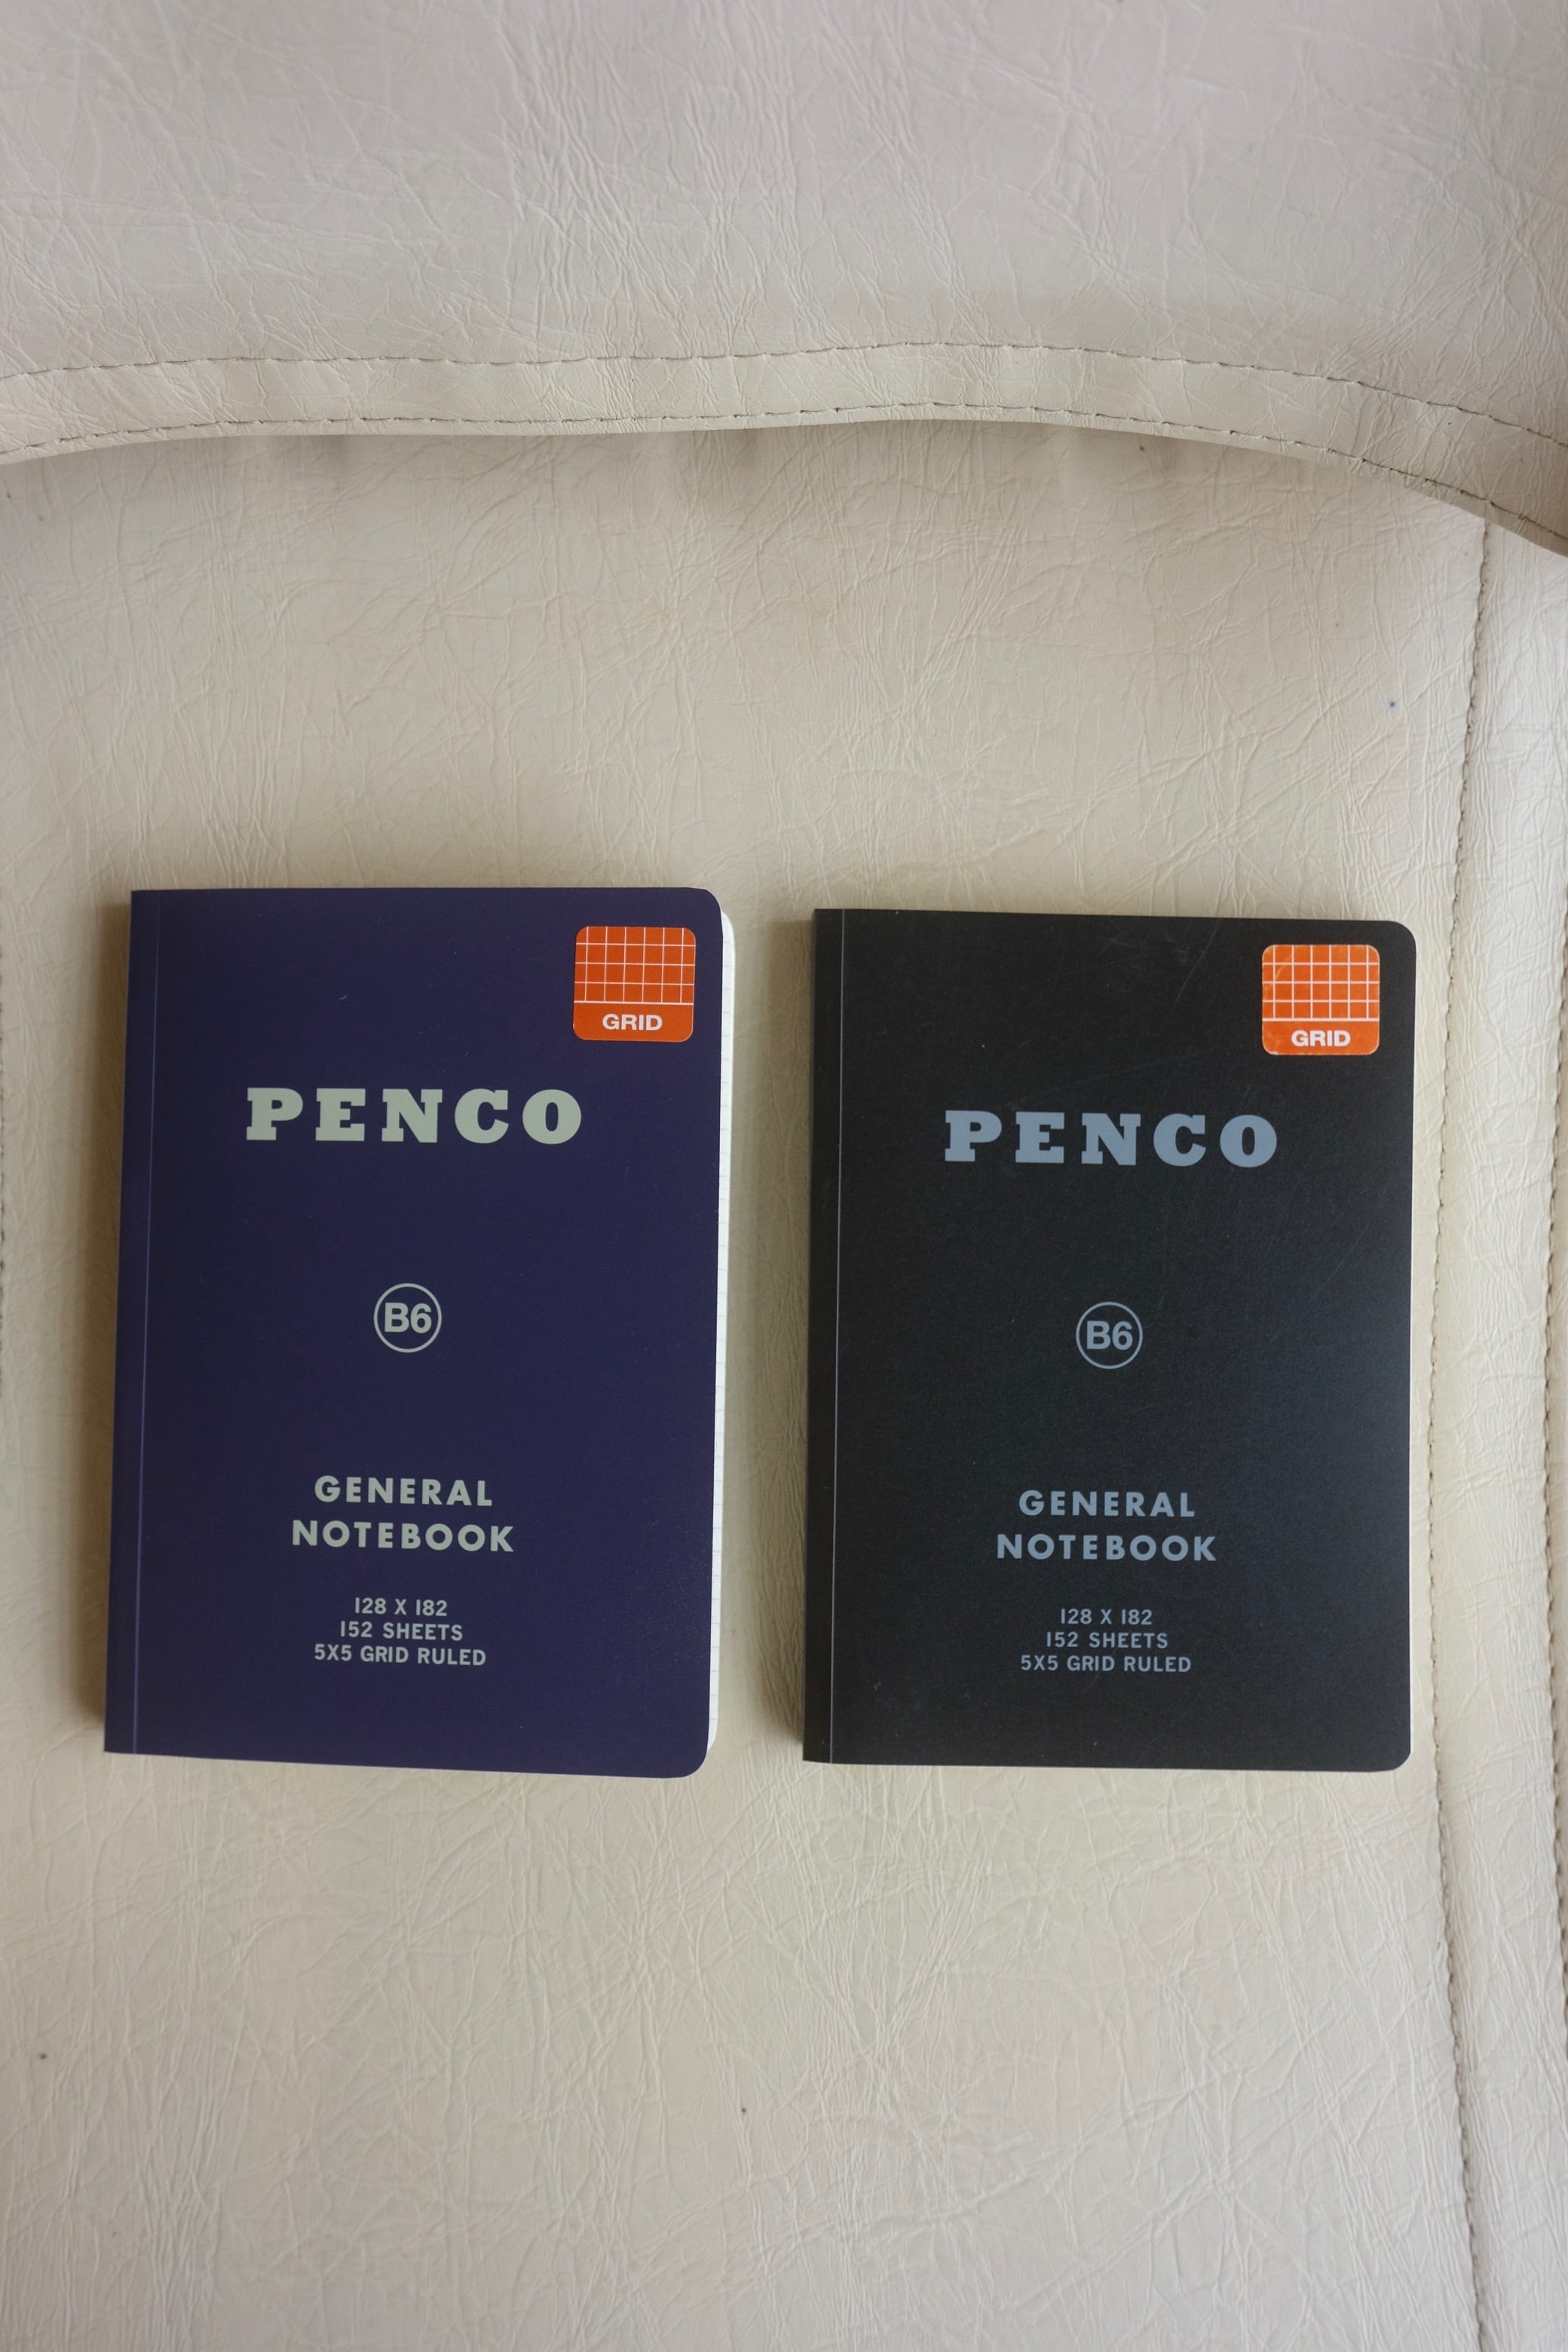 GRID
PENCO
B6
GENERAL
NOTEBOOK
128 X 182
152 SHEETS
5X5 GRID RULED
GRID
PENCO
B6
GENERAL
NOTEBOOK
128 X 182
152 SHEETS
5X5 GRID RULED